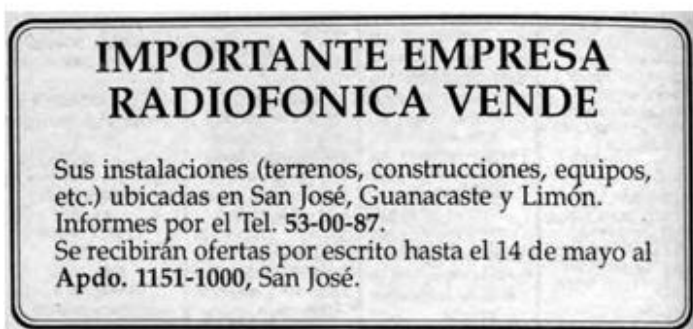 IMPORTANTE EMPRESA
RADIOFONICA VENDE
Sus instalaciones (terrenos, construcciones, equipos,
etc.) ubicadas en San José, Guanacaste y Limón.
Informes por el Tel. 53-00-87.
Se recibirán ofertas por escrito hasta el 14 de mayo al
Apdo. 1151-1000, San José.